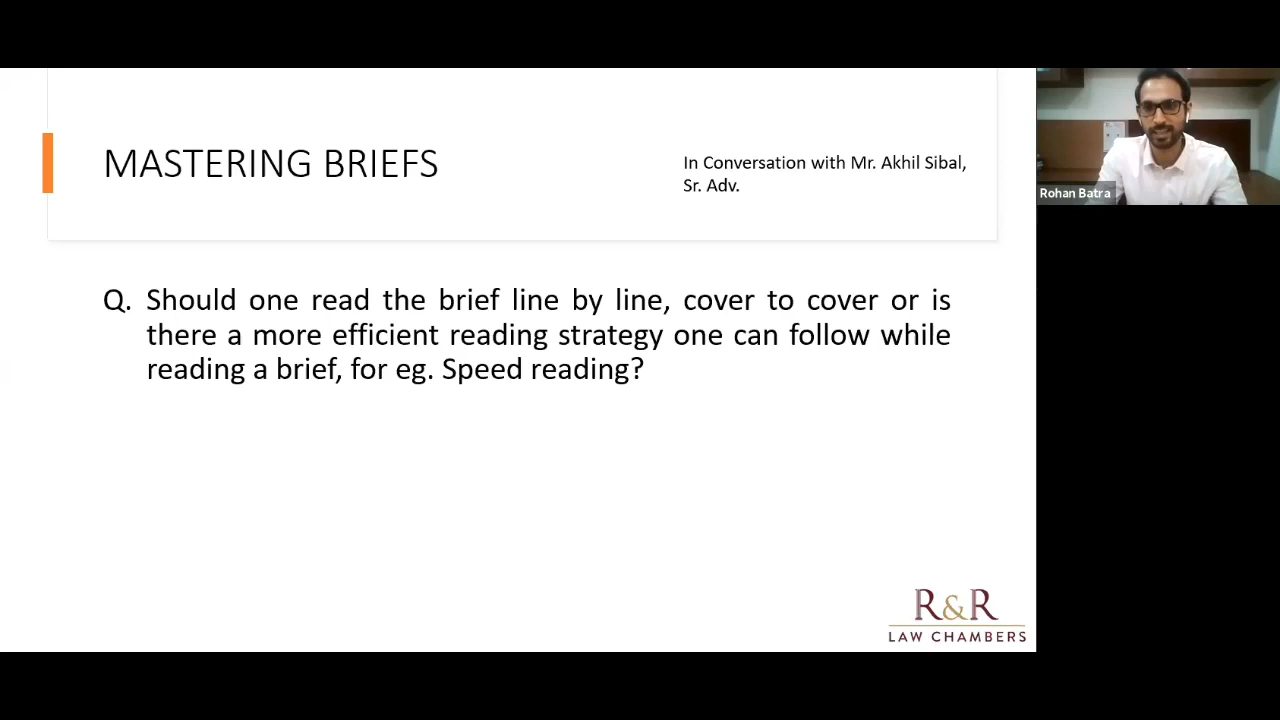 MASTERING BRIEFS
In Conversation with Mr. Akhil Sibal,
Sr. Adv.
Rohan Batra
Q. Should one read the brief line by line, cover to cover or is
there a more efficient reading strategy one can follow while
reading a brief, for eg. Speed reading?
R&R
LAW CHAMBERS